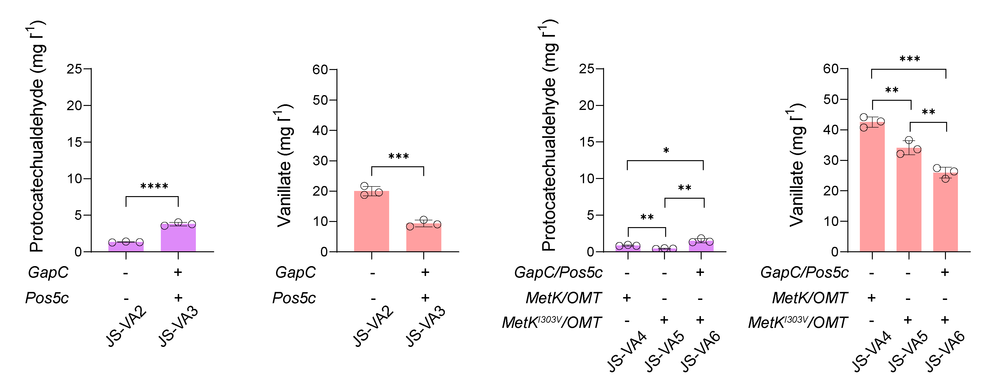 Protocatechualdehyde (mg l-1)
25
20
15
10
5
0
****
GapC - +
Pos5c - +
JS-VA2 JS-VA3
Vanillate (mg l-1)
60
50
40
30
20
10
0
***
GapC - +
Pos5c - +
JS-VA2 JS-VA3
Protocatechualdehyde (mg l-1)
25
20
15
10
5
0
*
**
**
GapC/Pos5c - - +
MetK/OMT + - -
MetKI303V/OMT - + +
JS-VA4 JS-VA5 JS-VA6
Vanillate (mg l-1)
60
50
40
30
20
10
0
***
**
**
GapC/Pos5c - - +
MetK/OMT + - -
MetKI303V/OMT - + +
JS-VA4 JS-VA5 JS-VA6